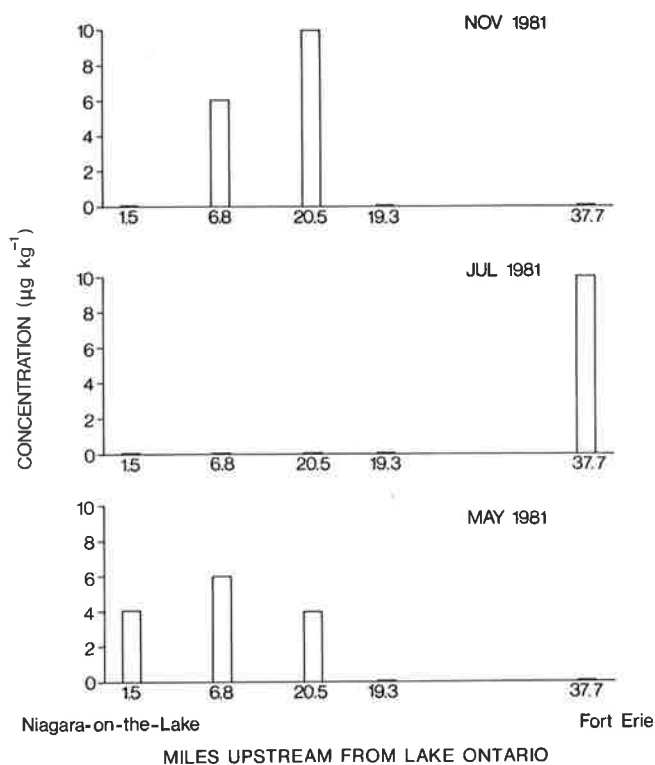 NOV 1981
10
8
6
4
2
0
1.5 6.8 20.5 19.3 37.7
JUL 1981
10
8
6
4
2
0
1.5 6.8 20.5 19.3 37.7
MAY 1981
10
8
6
4
2
0
1.5 6.8 20.5 19.3 37.7
CONCENTRATION (µg kg⁻¹)
Niagara-on-the-Lake Fort Erie
MILES UPSTREAM FROM LAKE ONTARIO